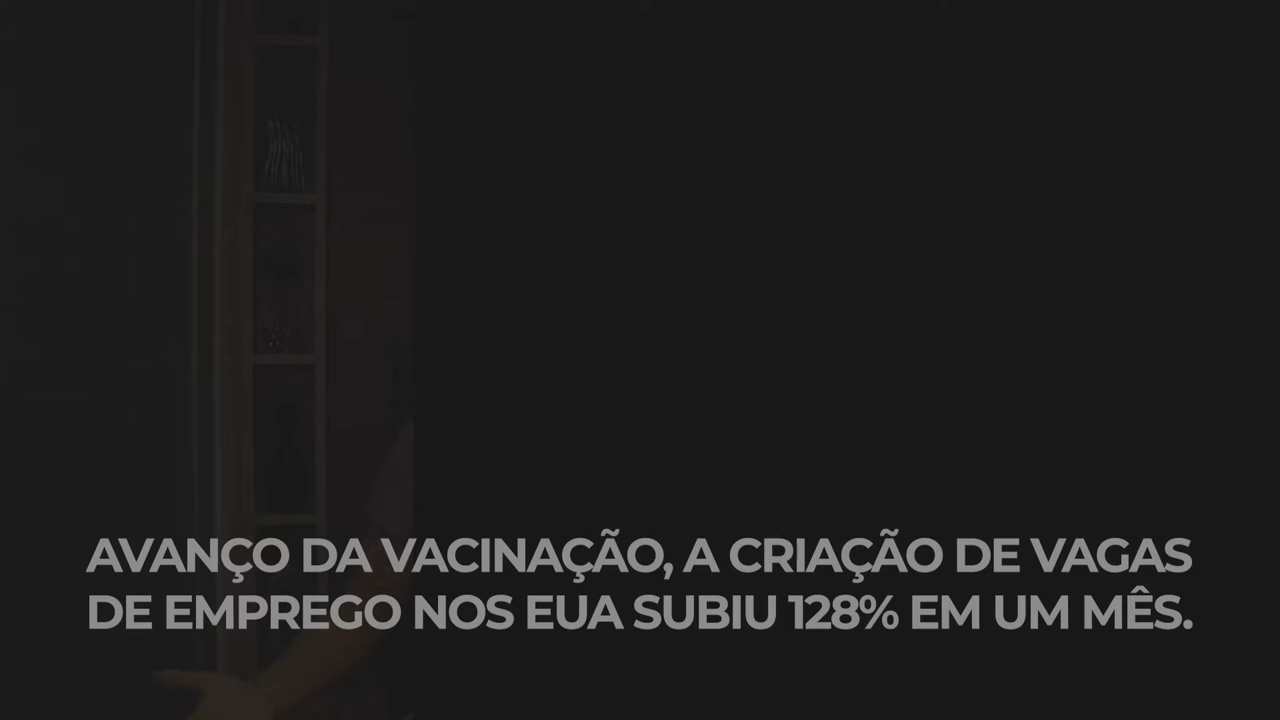 AVANÇO DA VACINAÇÃO, A CRIAÇÃO DE VAGAS
DE EMPREGO NOS EUA SUBIU 128% EM UM MÊS.